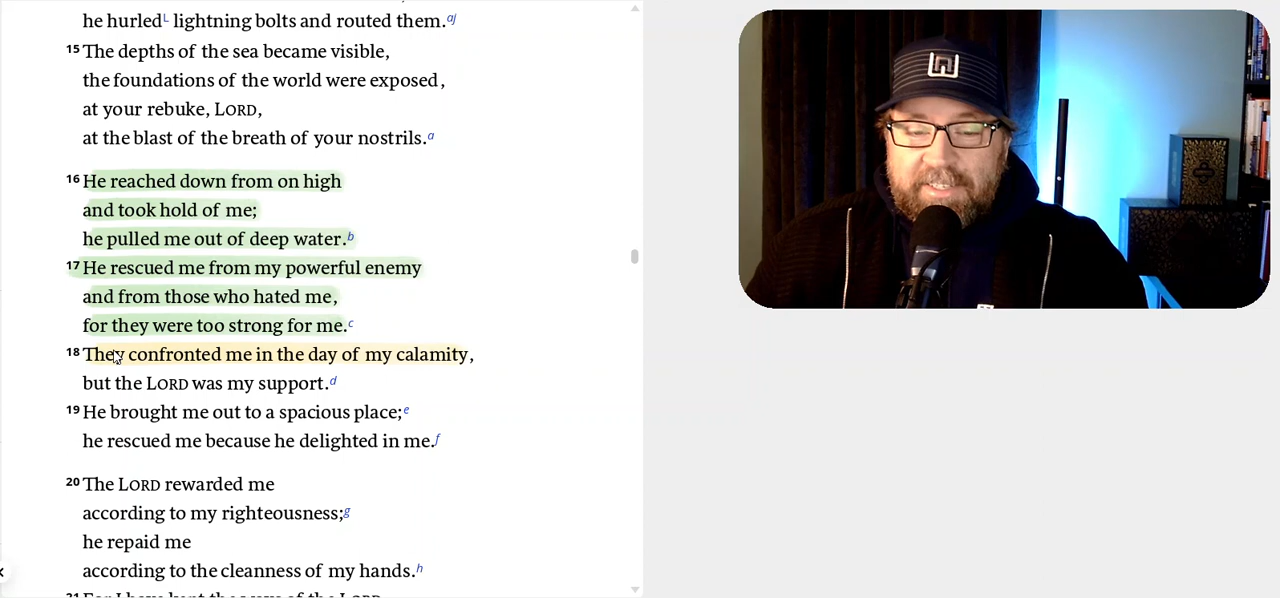 he hurledL lightning bolts and routed them.aj
15 The depths of the sea became visible,
the foundations of the world were exposed,
at your rebuke, LORD,
at the blast of the breath of your nostrils.a
16 He reached down from on high
and took hold of me;
he pulled me out of deep water.b
17 He rescued me from my powerful enemy
and from those who hated me,
for they were too strong for me.c
18 They confronted me in the day of my calamity,
but the LORD was my support.d
19 He brought me out to a spacious place;e
he rescued me because he delighted in me.f
20 The LORD rewarded me
according to my righteousness;g
he repaid me
according to the cleanness of my hands.h